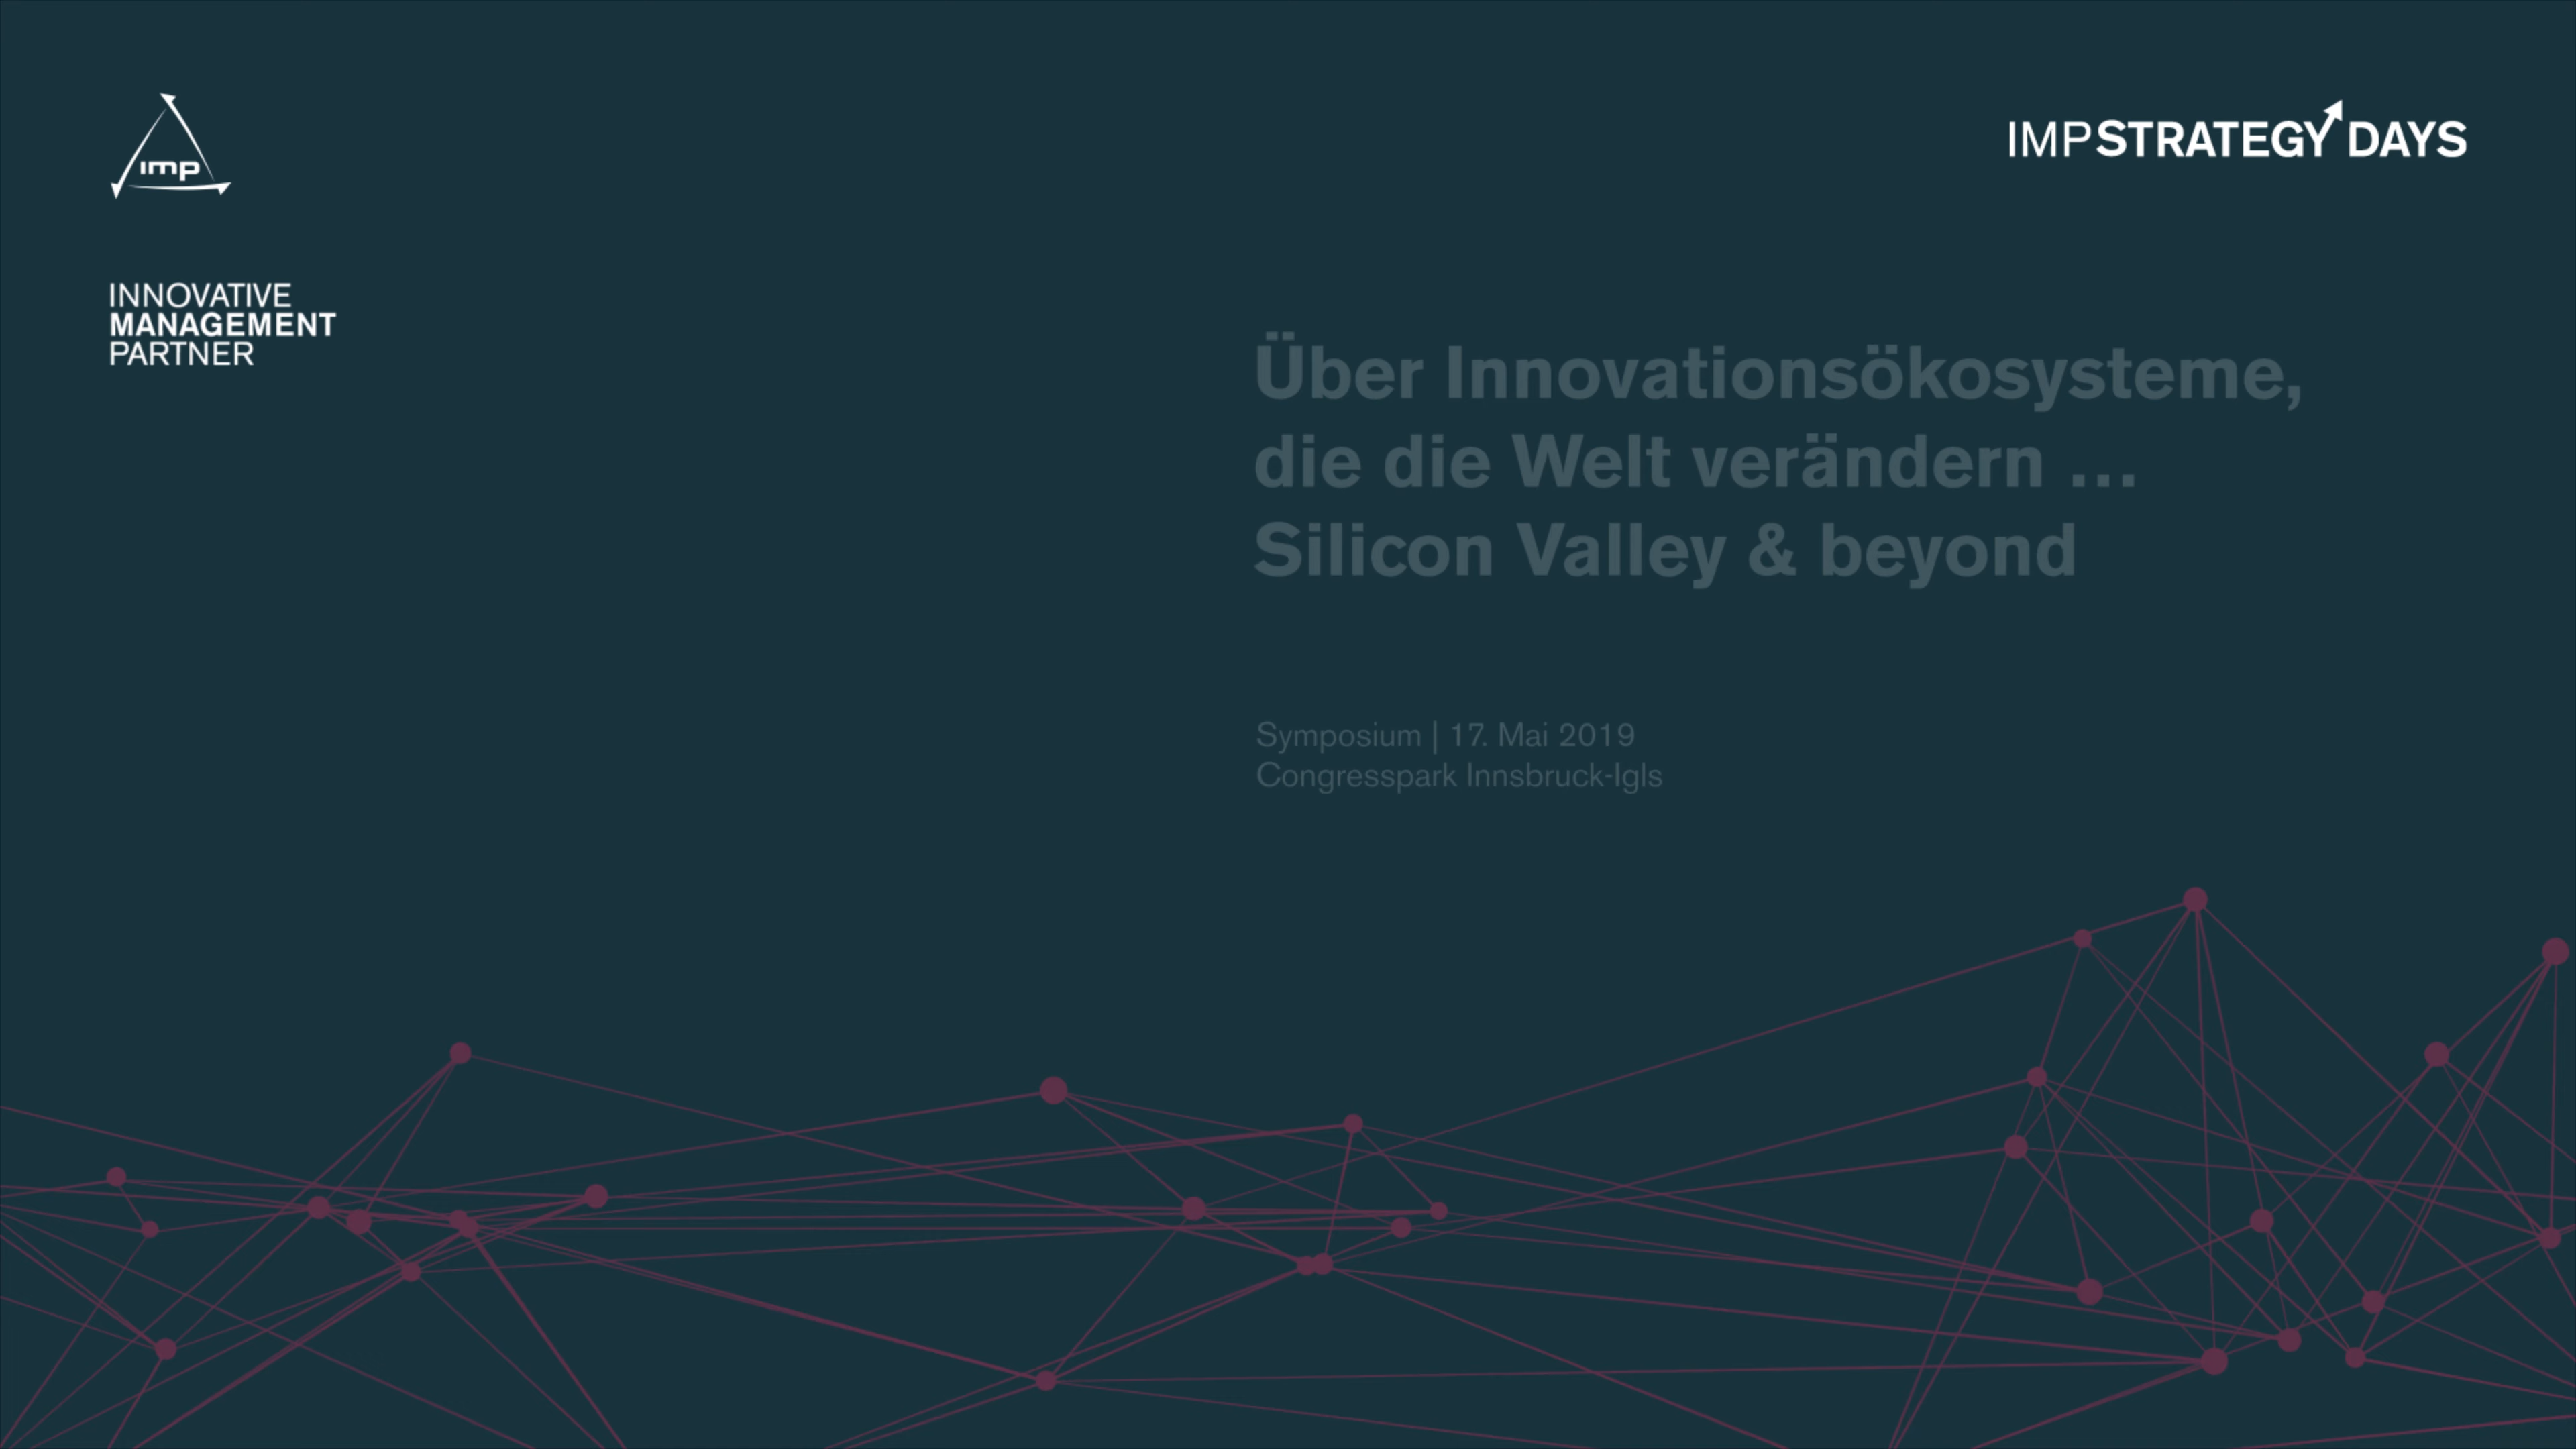 imp
IMPSTRATEGY DAYS
INNOVATIVE
MANAGEMENT
PARTNER
Über Innovationsökosysteme,
die die Welt verändern ...
Silicon Valley & beyond
Symposium | 17. Mai 2019
Congresspark Innsbruck-Igls